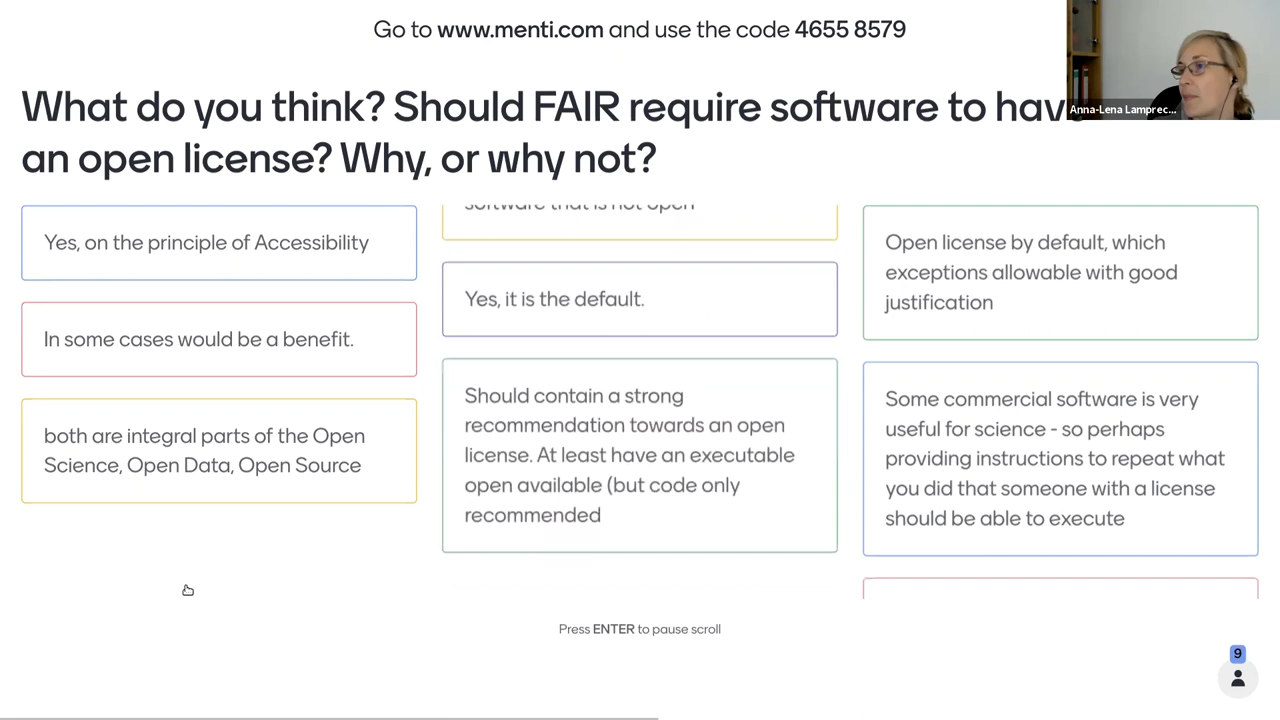 Go to www.menti.com and use the code 4655 8579
Anna-Lena Lamprec...
What do you think? Should FAIR require software to have
an open license? Why, or why not?
Yes, on the principle of Accessibility
In some cases would be a benefit.
both are integral parts of the Open
Science, Open Data, Open Source
software that is not open
Yes, it is the default.
Should contain a strong
recommendation towards an open
license. At least have an executable
open available (but code only
recommended
Open license by default, which
exceptions allowable with good
justification
Some commercial software is very
useful for science - so perhaps
providing instructions to repeat what
you did that someone with a license
should be able to execute
Press ENTER to pause scroll
9